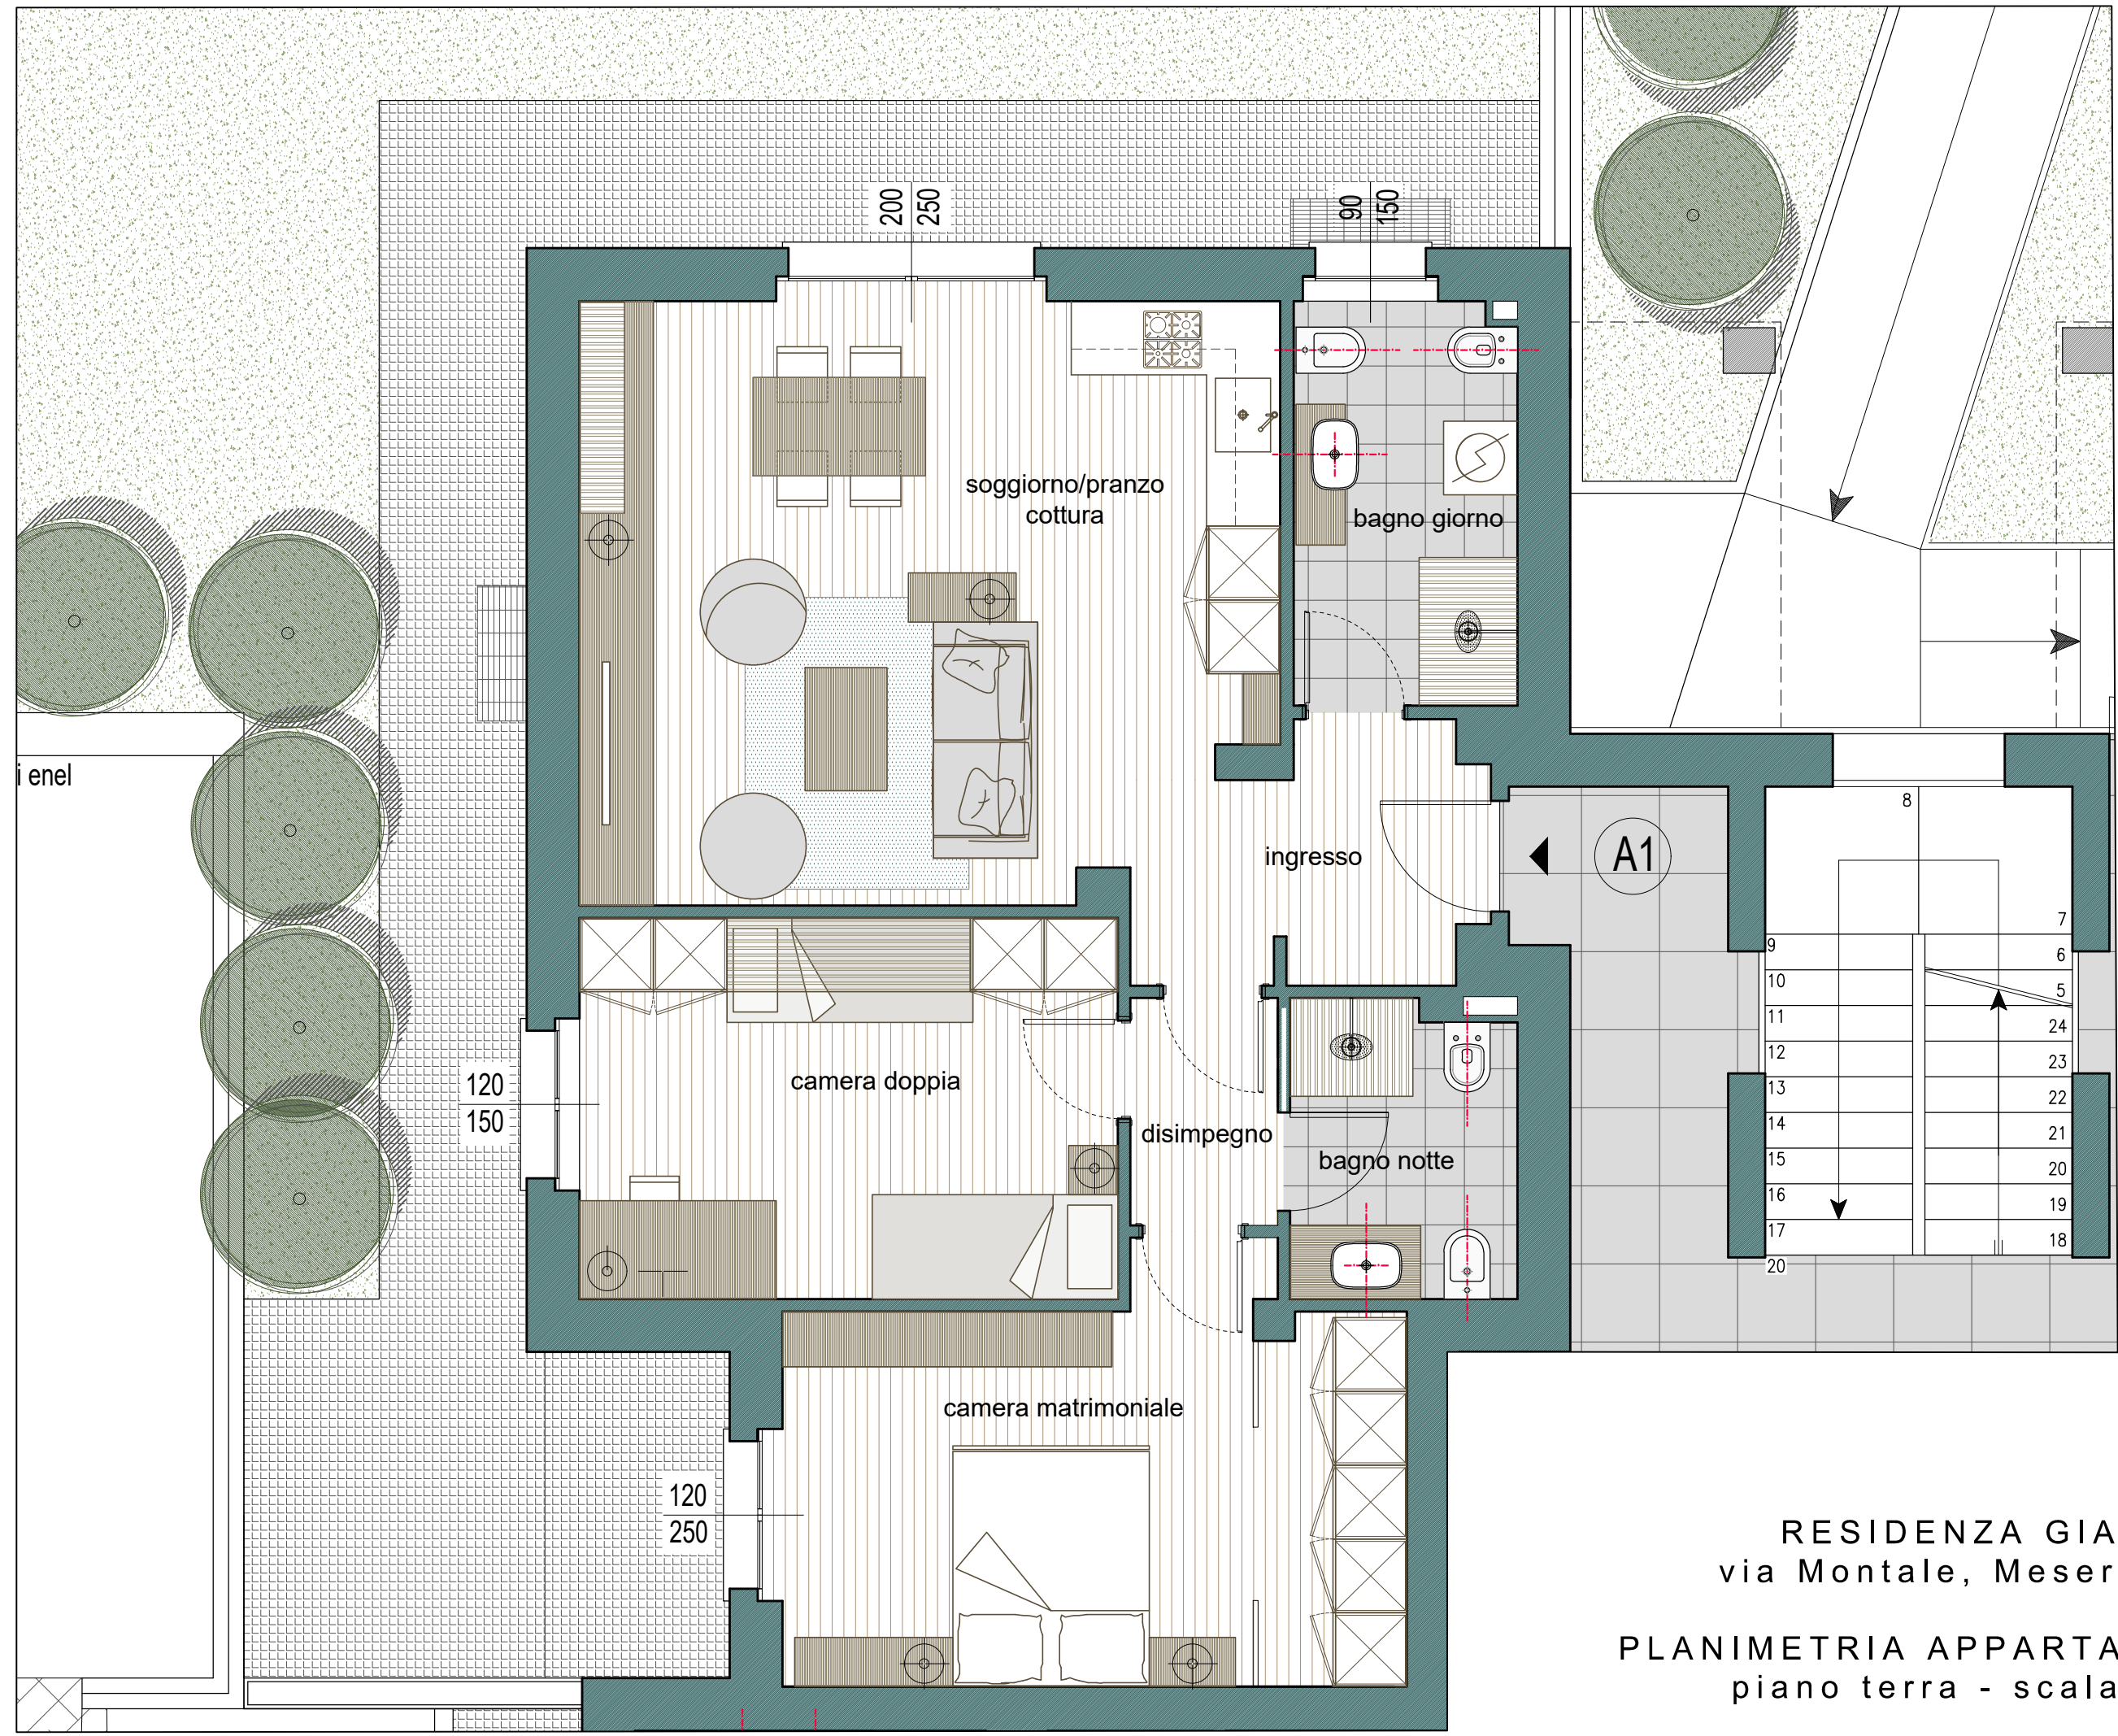 200
250
90
150
soggiorno/pranzo
cottura
bagno giorno
i enel
ingresso
A1
8
7
9
6
10
5
11
24
12
23
13
22
14
21
15
20
16
19
17
18
20
120
150
camera doppia
disimpegno
bagno notte
camera matrimoniale
120
250
RESIDENZA GIA
via Montale, Meser
PLANIMETRIA APPARTA
piano terra - scala